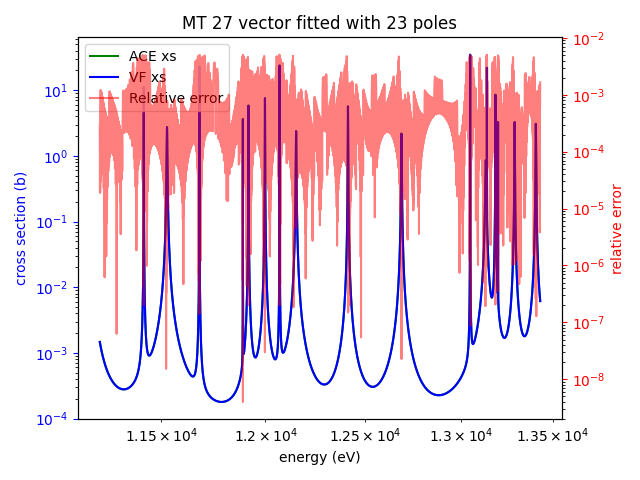 MT 27 vector fitted with 23 poles
ACE xs
VF xs
Relative error
cross section (b)
10¹
10⁰
10⁻¹
10⁻²
10⁻³
10⁻⁴
relative error
10⁻²
10⁻³
10⁻⁴
10⁻⁵
10⁻⁶
10⁻⁷
10⁻⁸
1.15 × 10⁴ 1.2 × 10⁴ 1.25 × 10⁴ 1.3 × 10⁴ 1.35 × 10⁴
energy (eV)